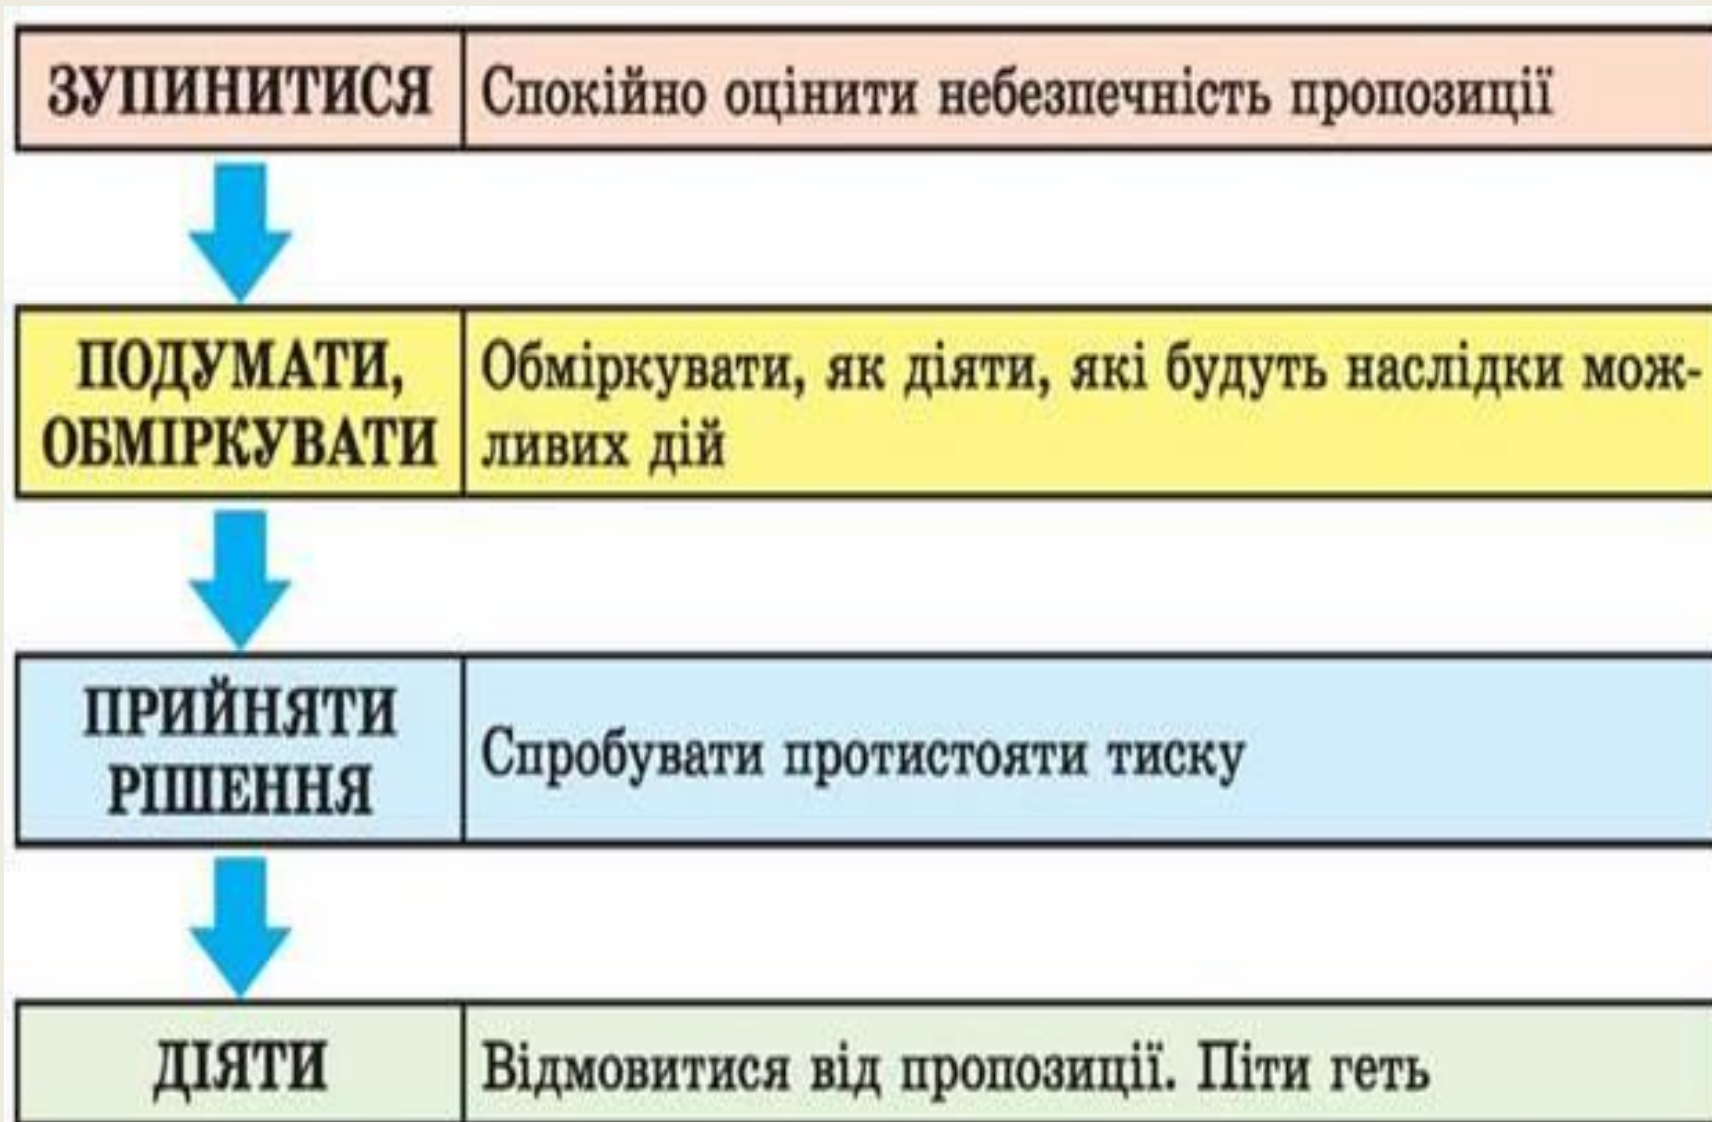 ЗУПИНИТИСЯ
Спокійно оцінити небезпечність пропозиції
ПОДУМАТИ,
ОБМІРКУВАТИ
Обміркувати, як діяти, які будуть наслідки мож-
ливих дій
ПРИЙНЯТИ
РІШЕННЯ
Спробувати протистояти тиску
ДІЯТИ
Відмовитися від пропозиції. Піти геть